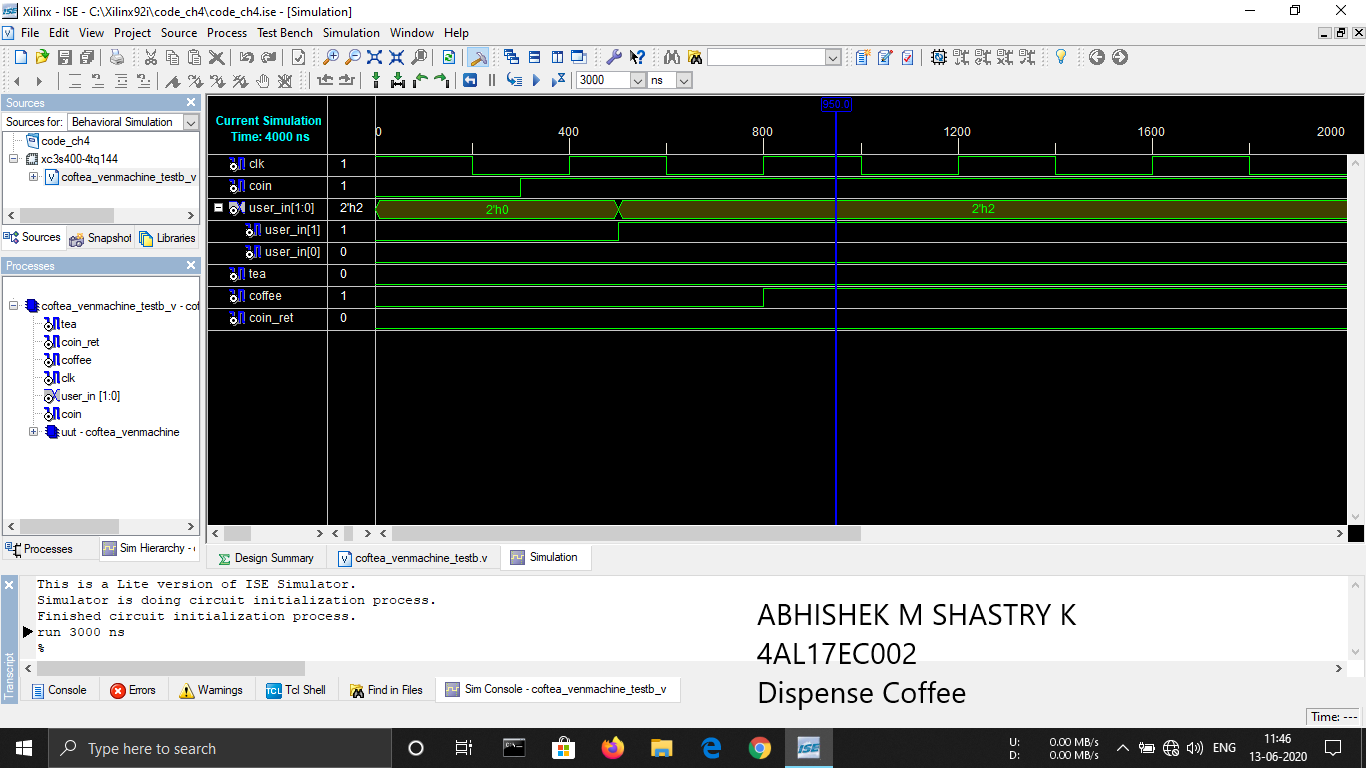 Xilinx - ISE - C:\Xilinx92i\code_ch4\code_ch4.ise - [Simulation]
File Edit View Project Source Process Test Bench Simulation Window Help
3000 ns
Sources
Sources for: Behavioral Simulation
code_ch4
xc3s400-4tq144
coftea_venmachine_testb_v
Sources Snapshot Libraries
Processes
coftea_venmachine_testb_v - cof
tea
coin_ret
coffee
clk
user_in [1:0]
coin
uut - coftea_venmachine
Processes Sim Hierarchy -
950.0
Current Simulation
Time: 4000 ns
0 400 800 1200 1600 2000
clk 1
coin 1
user_in[1:0] 2'h2 2'h0 2'h2
user_in[1] 1
user_in[0] 0
tea 0
coffee 1
coin_ret 0
Design Summary coftea_venmachine_testb.v Simulation
This is a Lite version of ISE Simulator.
Simulator is doing circuit initialization process.
Finished circuit initialization process.
run 3000 ns
%
Transcript
Console Errors Warnings Tcl Shell Find in Files Sim Console - coftea_venmachine_testb_v
ABHISHEK M SHASTRY K
4AL17EC002
Dispense Coffee
Time: ---
Type here to search
ISE
U: 0.00 MB/s
D: 0.00 MB/s
ENG
11:46
13-06-2020